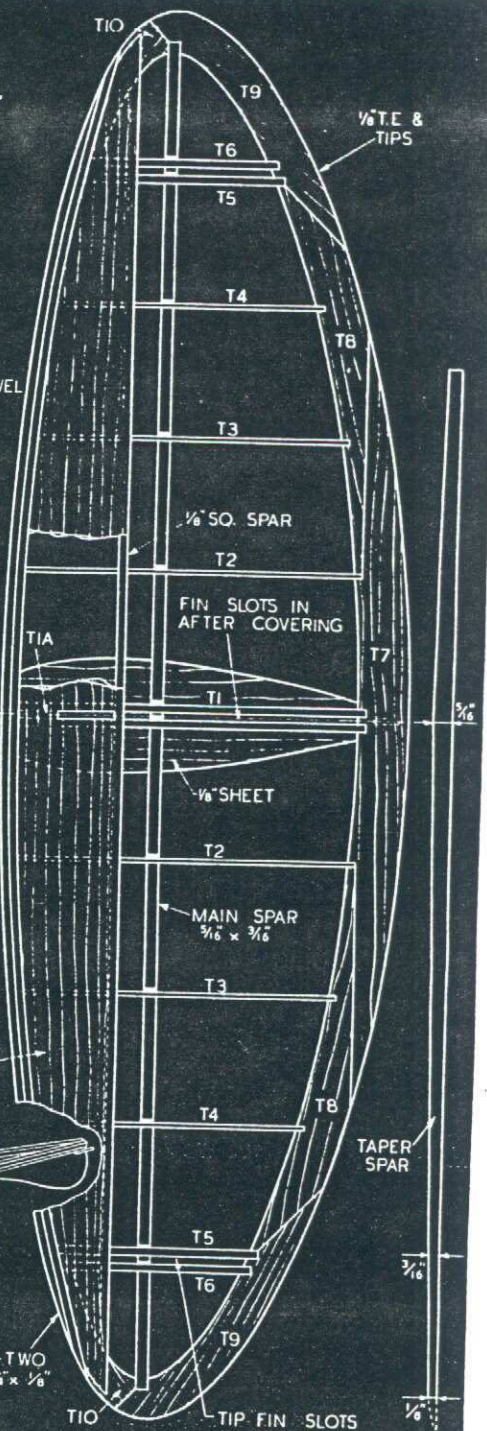 T10
T9
1/8" T.E &
TIPS
T6
T5
T4
T8
T3
1/8" SQ. SPAR
T2
FIN SLOTS IN
AFTER COVERING
T1A
T7
T1
5/16"
1/8" SHEET
T2
MAIN SPAR
5/16" x 3/16"
T3
T8
T4
TAPER
SPAR
T5
T6
3/16"
T9
TWO
x 1/8"
T10
TIP FIN SLOTS
1/8"